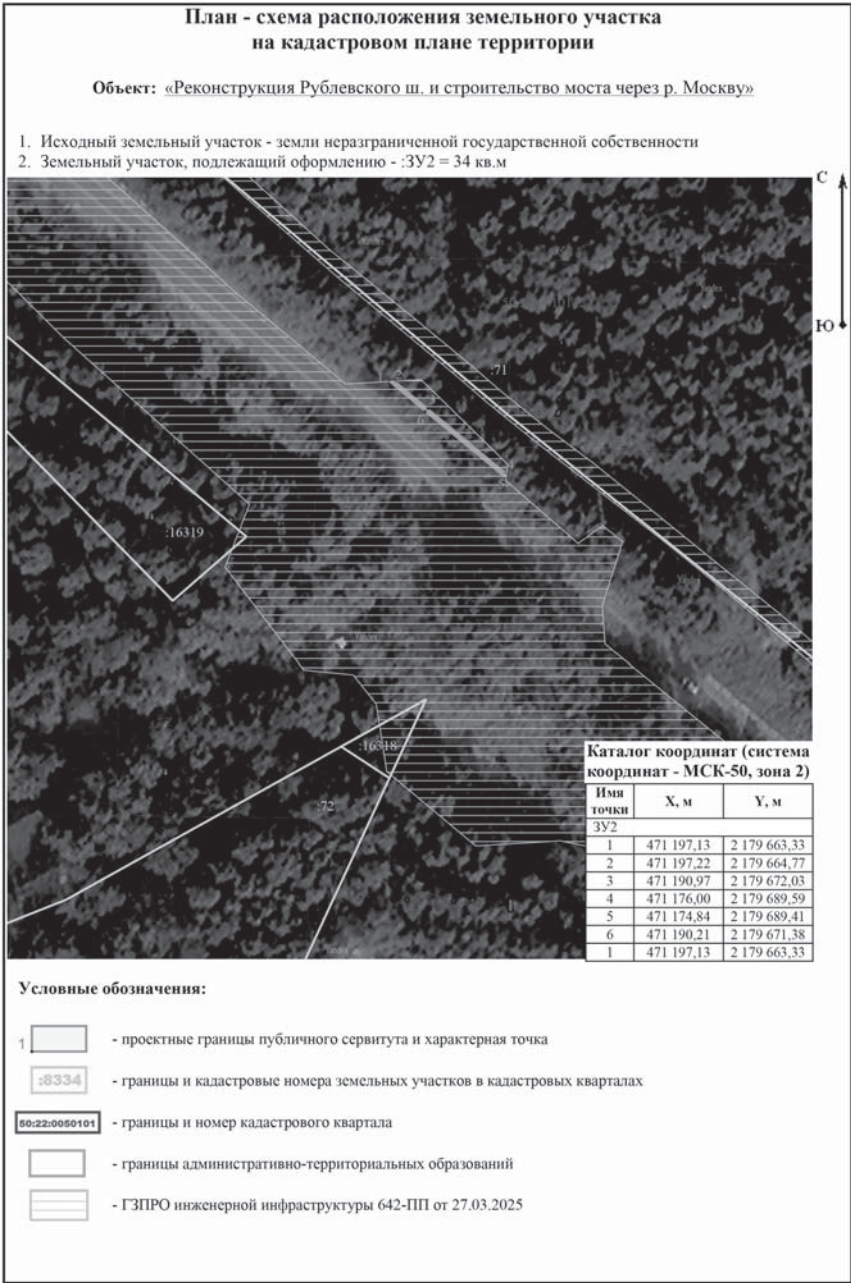 План - схема расположения земельного участка
на кадастровом плане территории
Объект: «Реконструкция Рублевского ш. и строительство моста через р. Москву»
1. Исходный земельный участок - земли неразграниченной государственной собственности
2. Земельный участок, подлежащий оформлению - :ЗУ2 = 34 кв.м
С
Ю
:71
1
2
6
:16319
:16318
:72
Каталог координат (система
координат - МСК-50, зона 2)
Имя точки X, м Y, м
ЗУ2
1 471 197,13 2 179 663,33
2 471 197,22 2 179 664,77
3 471 190,97 2 179 672,03
4 471 176,00 2 179 689,59
5 471 174,84 2 179 689,41
6 471 190,21 2 179 671,38
1 471 197,13 2 179 663,33
Условные обозначения:
1 - проектные границы публичного сервитута и характерная точка
:8334 - границы и кадастровые номера земельных участков в кадастровых кварталах
50:22:0050101 - границы и номер кадастрового квартала
- границы административно-территориальных образований
- ГЗПРО инженерной инфраструктуры 642-ПП от 27.03.2025